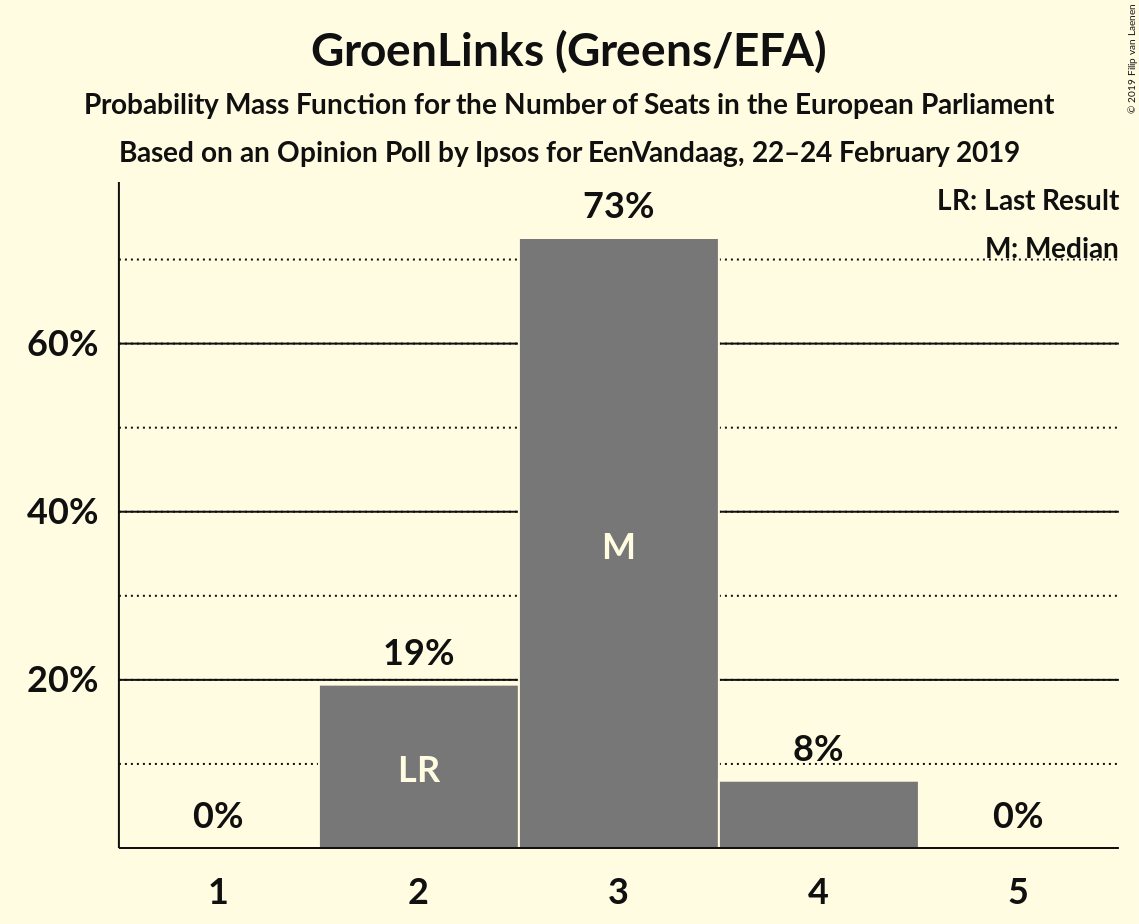 GroenLinks (Greens/EFA)
Probability Mass Function for the Number of Seats in the European Parliament
Based on an Opinion Poll by Ipsos for EenVandaag, 22–24 February 2019
© 2019 Filip van Laenen
LR: Last Result
M: Median
73%
60%
40%
M
19%
20%
8%
LR
0%
0%
1 2 3 4 5